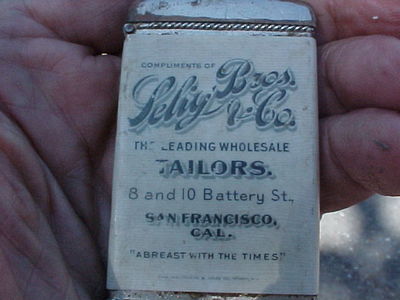 COMPLIMENTS OF
Selig Bros.
& Co.
THE LEADING WHOLESALE
TAILORS.
8 and 10 Battery St.,
SAN FRANCISCO,
CAL.
"ABREAST WITH THE TIMES"